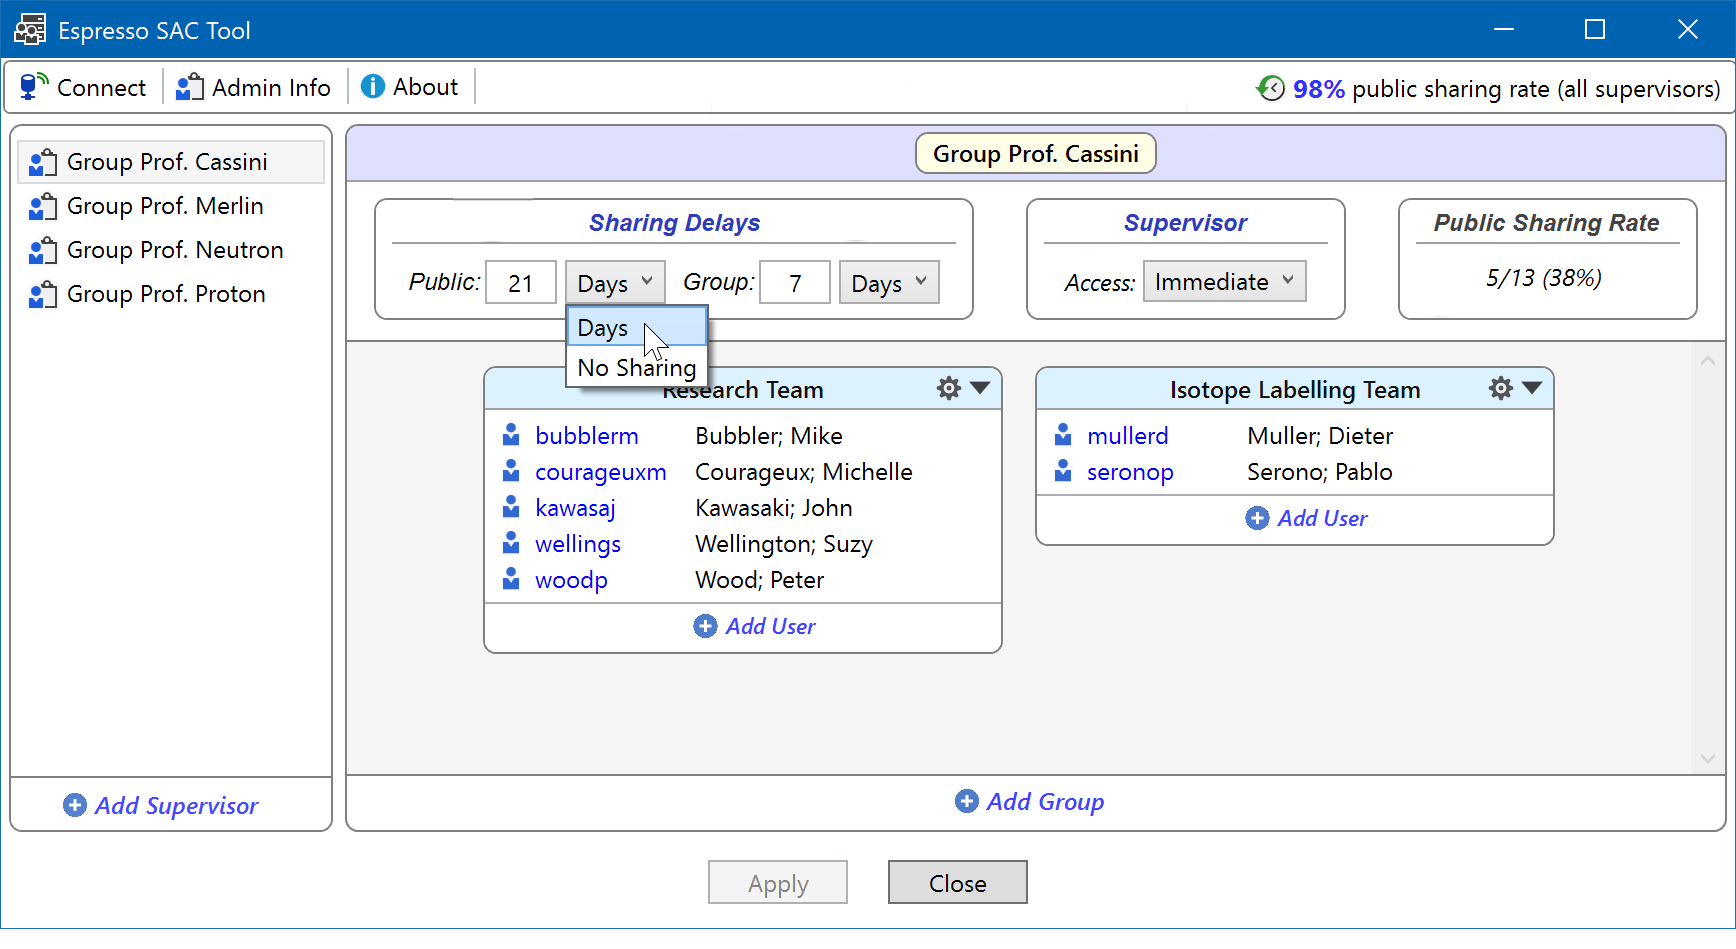 Espresso SAC Tool
Connect
Admin Info
About
98% public sharing rate (all supervisors)
Group Prof. Cassini
Group Prof. Merlin
Group Prof. Neutron
Group Prof. Proton
Add Supervisor
Group Prof. Cassini
Sharing Delays
Public: 21 Days Group: 7 Days
Days
No Sharing
Supervisor
Access: Immediate
Public Sharing Rate
5/13 (38%)
Research Team
bubblerm Bubbler; Mike
courageuxm Courageux; Michelle
kawasaj Kawasaki; John
wellings Wellington; Suzy
woodp Wood; Peter
Add User
Isotope Labelling Team
mullerd Muller; Dieter
seronop Serono; Pablo
Add User
Add Group
Apply
Close